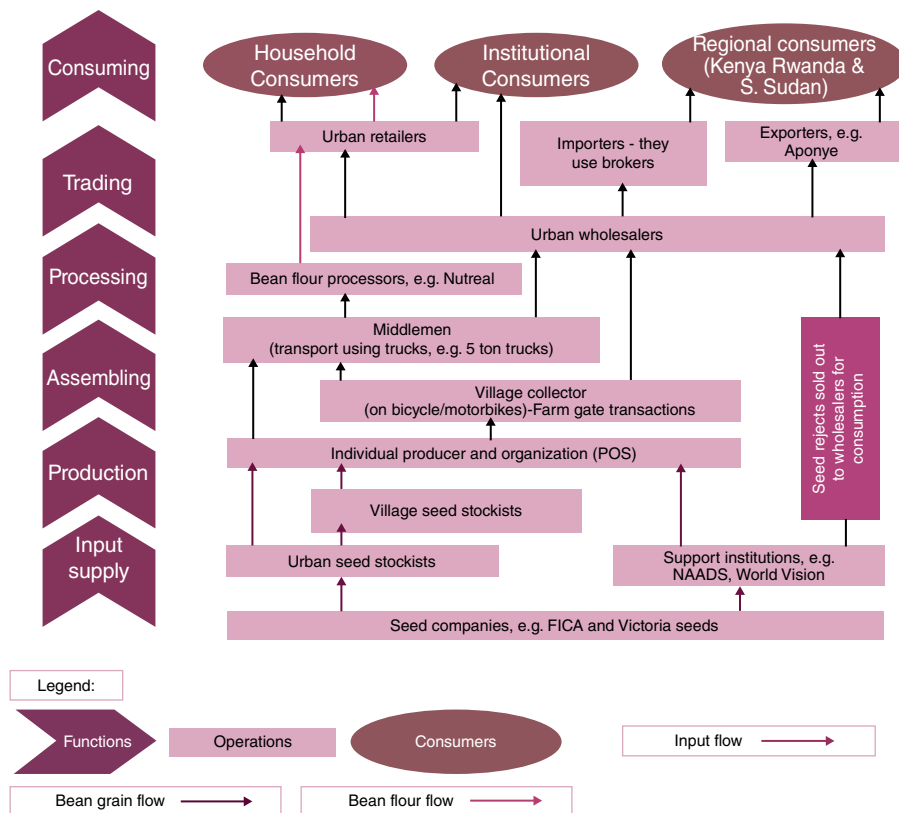 Consuming
Household
Consumers
Institutional
Consumers
Regional consumers
(Kenya Rwanda &
S. Sudan)
Urban retailers
Importers - they
use brokers
Exporters, e.g.
Aponye
Trading
Urban wholesalers
Processing
Bean flour processors, e.g. Nutreal
Middlemen
(transport using trucks, e.g. 5 ton trucks)
Assembling
Village collector
(on bicycle/motorbikes)-Farm gate transactions
Seed rejects sold out
to wholesalers for
consumption
Production
Individual producer and organization (POS)
Village seed stockists
Input
supply
Urban seed stockists
Support institutions, e.g.
NAADS, World Vision
Seed companies, e.g. FICA and Victoria seeds
Legend:
Functions
Operations
Consumers
Input flow
Bean grain flow
Bean flour flow